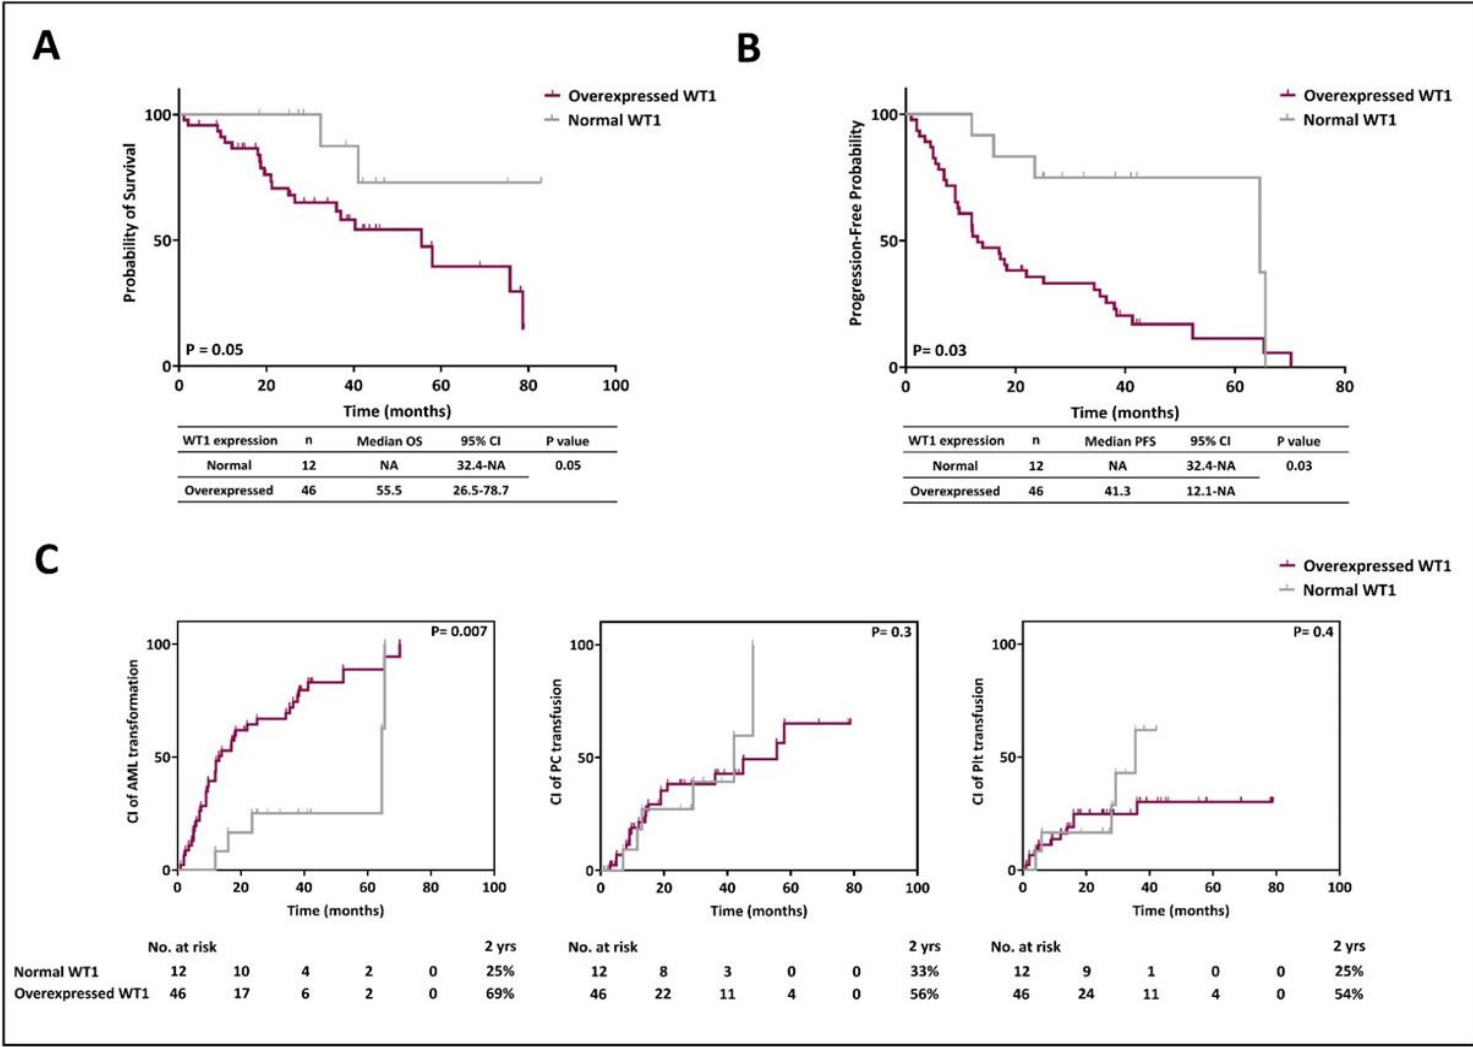 A
B
Overexpressed WT1
Normal WT1
Overexpressed WT1
Normal WT1
Probability of Survival
100
50
0
P = 0.05
0 20 40 60 80 100
Time (months)
Progression-Free Probability
100
50
0
P= 0.03
0 20 40 60 80
Time (months)
WT1 expression n Median OS 95% CI P value
Normal 12 NA 32.4-NA 0.05
Overexpressed 46 55.5 26.5-78.7
WT1 expression n Median PFS 95% CI P value
Normal 12 NA 32.4-NA 0.03
Overexpressed 46 41.3 12.1-NA
C
Overexpressed WT1
Normal WT1
CI of AML transformation
100
50
0
P= 0.007
0 20 40 60 80 100
Time (months)
CI of PC transfusion
100
50
0
P= 0.3
0 20 40 60 80 100
Time (months)
CI of Plt transfusion
100
50
0
P= 0.4
0 20 40 60 80 100
Time (months)
No. at risk 2 yrs No. at risk 2 yrs No. at risk 2 yrs
Normal WT1 12 10 4 2 0 25% 12 8 3 0 0 33% 12 9 1 0 0 25%
Overexpressed WT1 46 17 6 2 0 69% 46 22 11 4 0 56% 46 24 11 4 0 54%